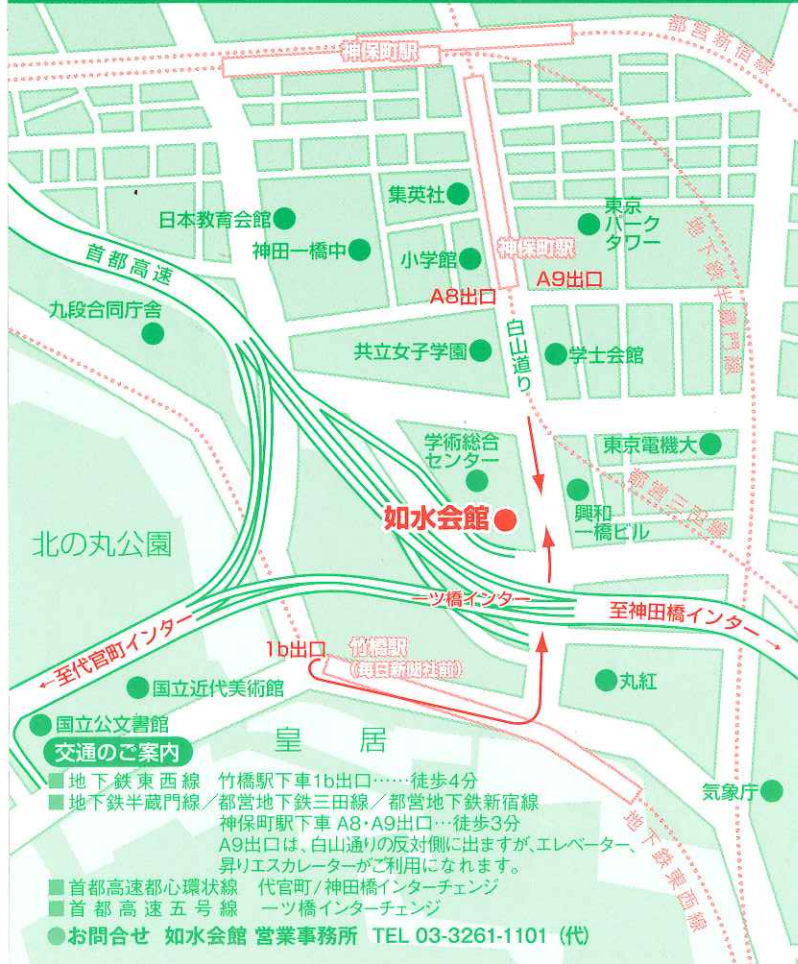 神保町駅
都営新宿線
集英社
日本教育会館
東京
パーク
タワー
神田一橋中
小学館
神保町駅
首都高速
A8出口
A9出口
地下鉄半蔵門線
九段合同庁舎
白山道り
共立女子学園
学士会館
学術総合
センター
東京電機大
都営三田線
如水会館
興和
一橋ビル
北の丸公園
一ツ橋インター
至神田橋インター→
←至代官町インター
1b出口
竹橋駅
(毎日新聞社前)
国立近代美術館
丸紅
国立公文書館
皇居
気象庁
地下鉄東西線
交通のご案内
■地下鉄東西線 竹橋駅下車1b出口……徒歩4分
■地下鉄半蔵門線/都営地下鉄三田線/都営地下鉄新宿線
神保町駅下車 A8・A9出口…徒歩3分
A9出口は、白山通りの反対側に出ますが、エレベーター、
昇りエスカレーターがご利用になれます。
■首都高速都心環状線 代官町/神田橋インターチェンジ
■首都高速五号線 一ツ橋インターチェンジ
●お問合せ 如水会館 営業事務所 TEL 03-3261-1101(代)